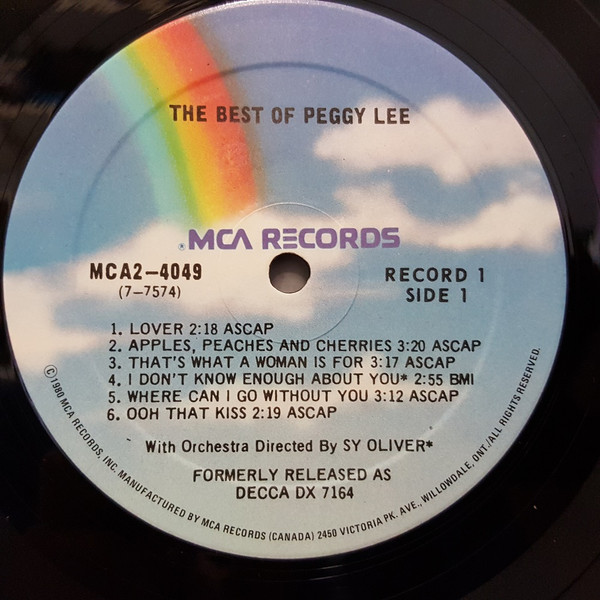 THE BEST OF PEGGY LEE
MCA RECORDS
MCA2-4049
(7-7574)
RECORD 1
SIDE 1
1. LOVER 2:18 ASCAP
2. APPLES, PEACHES AND CHERRIES 3:20 ASCAP
3. THAT'S WHAT A WOMAN IS FOR 3:17 ASCAP
4. I DON'T KNOW ENOUGH ABOUT YOU* 2:55 BMI
5. WHERE CAN I GO WITHOUT YOU 3:12 ASCAP
6. OOH THAT KISS 2:19 ASCAP
With Orchestra Directed By SY OLIVER*
FORMERLY RELEASED AS
DECCA DX 7164
Ⓒ1980 MCA RECORDS, INC. MANUFACTURED BY MCA RECORDS (CANADA) 2450 VICTORIA PK. AVE., WILLOWDALE, ONT./ALL RIGHTS RESERVED.